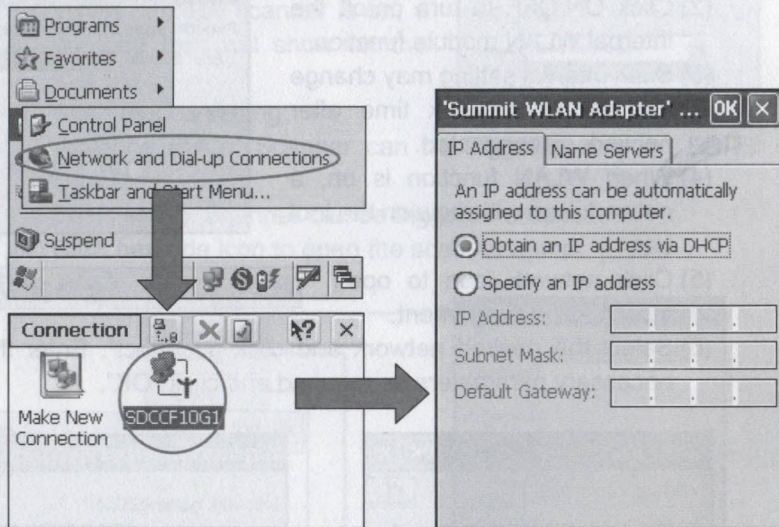 Programs
Favorites
Documents
Control Panel
Network and Dial-up Connections
Taskbar and Start Menu...
Suspend
Connection
Make New
Connection
SDCCF10G1
'Summit WLAN Adapter' ... OK ×
IP Address Name Servers
An IP address can be automatically
assigned to this computer.
Obtain an IP address via DHCP
Specify an IP address
IP Address:
Subnet Mask:
Default Gateway: